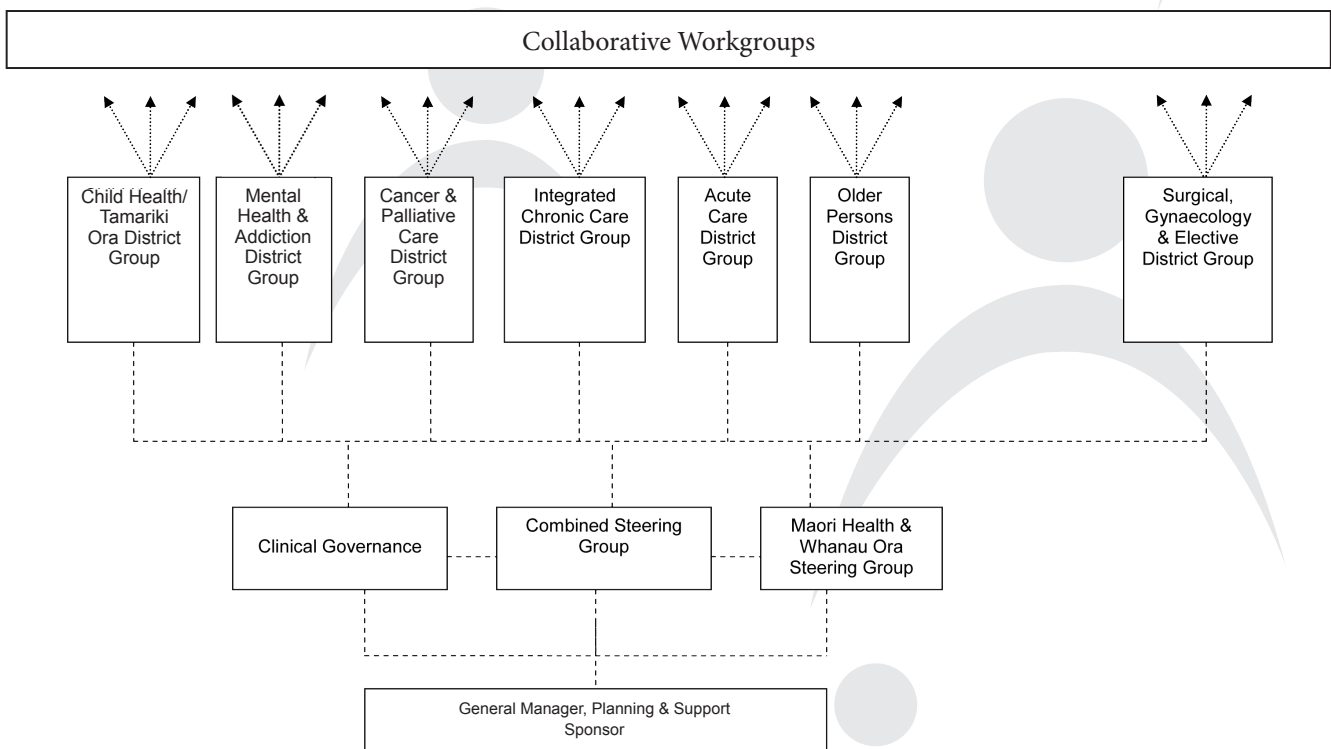 Collaborative Workgroups
Child Health/
Tamariki
Ora District
Group
Mental
Health &
Addiction
District
Group
Cancer &
Palliative
Care
District
Group
Integrated
Chronic Care
District Group
Acute
Care
District
Group
Older
Persons
District
Group
Surgical,
Gynaecology
& Elective
District Group
Clinical Governance
Combined Steering
Group
Maori Health &
Whanau Ora
Steering Group
General Manager, Planning & Support
Sponsor